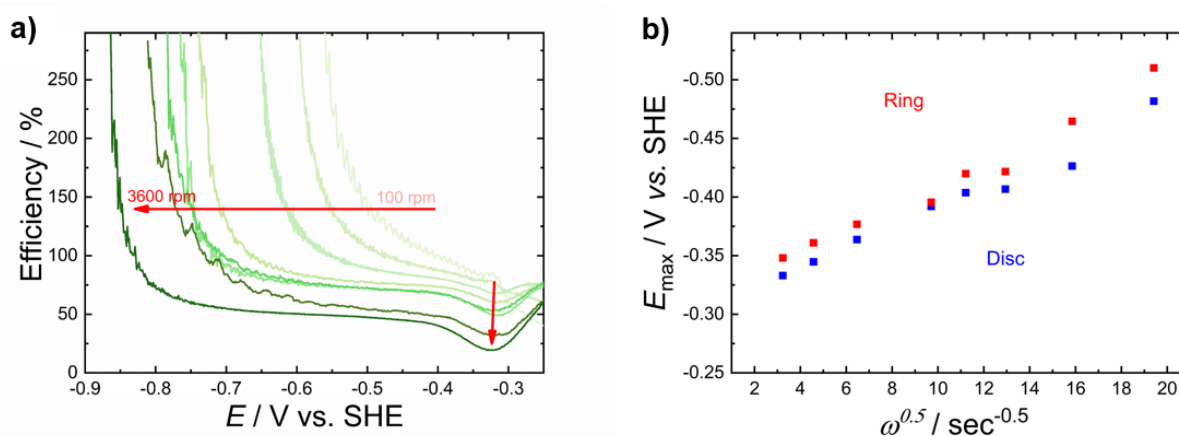 a)
Efficiency / %
250
200
150
100
50
0
3600 rpm
100 rpm
-0.9
-0.8
-0.7
-0.6
-0.5
-0.4
-0.3
E / V vs. SHE
b)
E_max / V vs. SHE
-0.50
-0.45
-0.40
-0.35
-0.30
-0.25
Ring
Disc
2
4
6
8
10
12
14
16
18
20
ω^0.5 / sec^-0.5